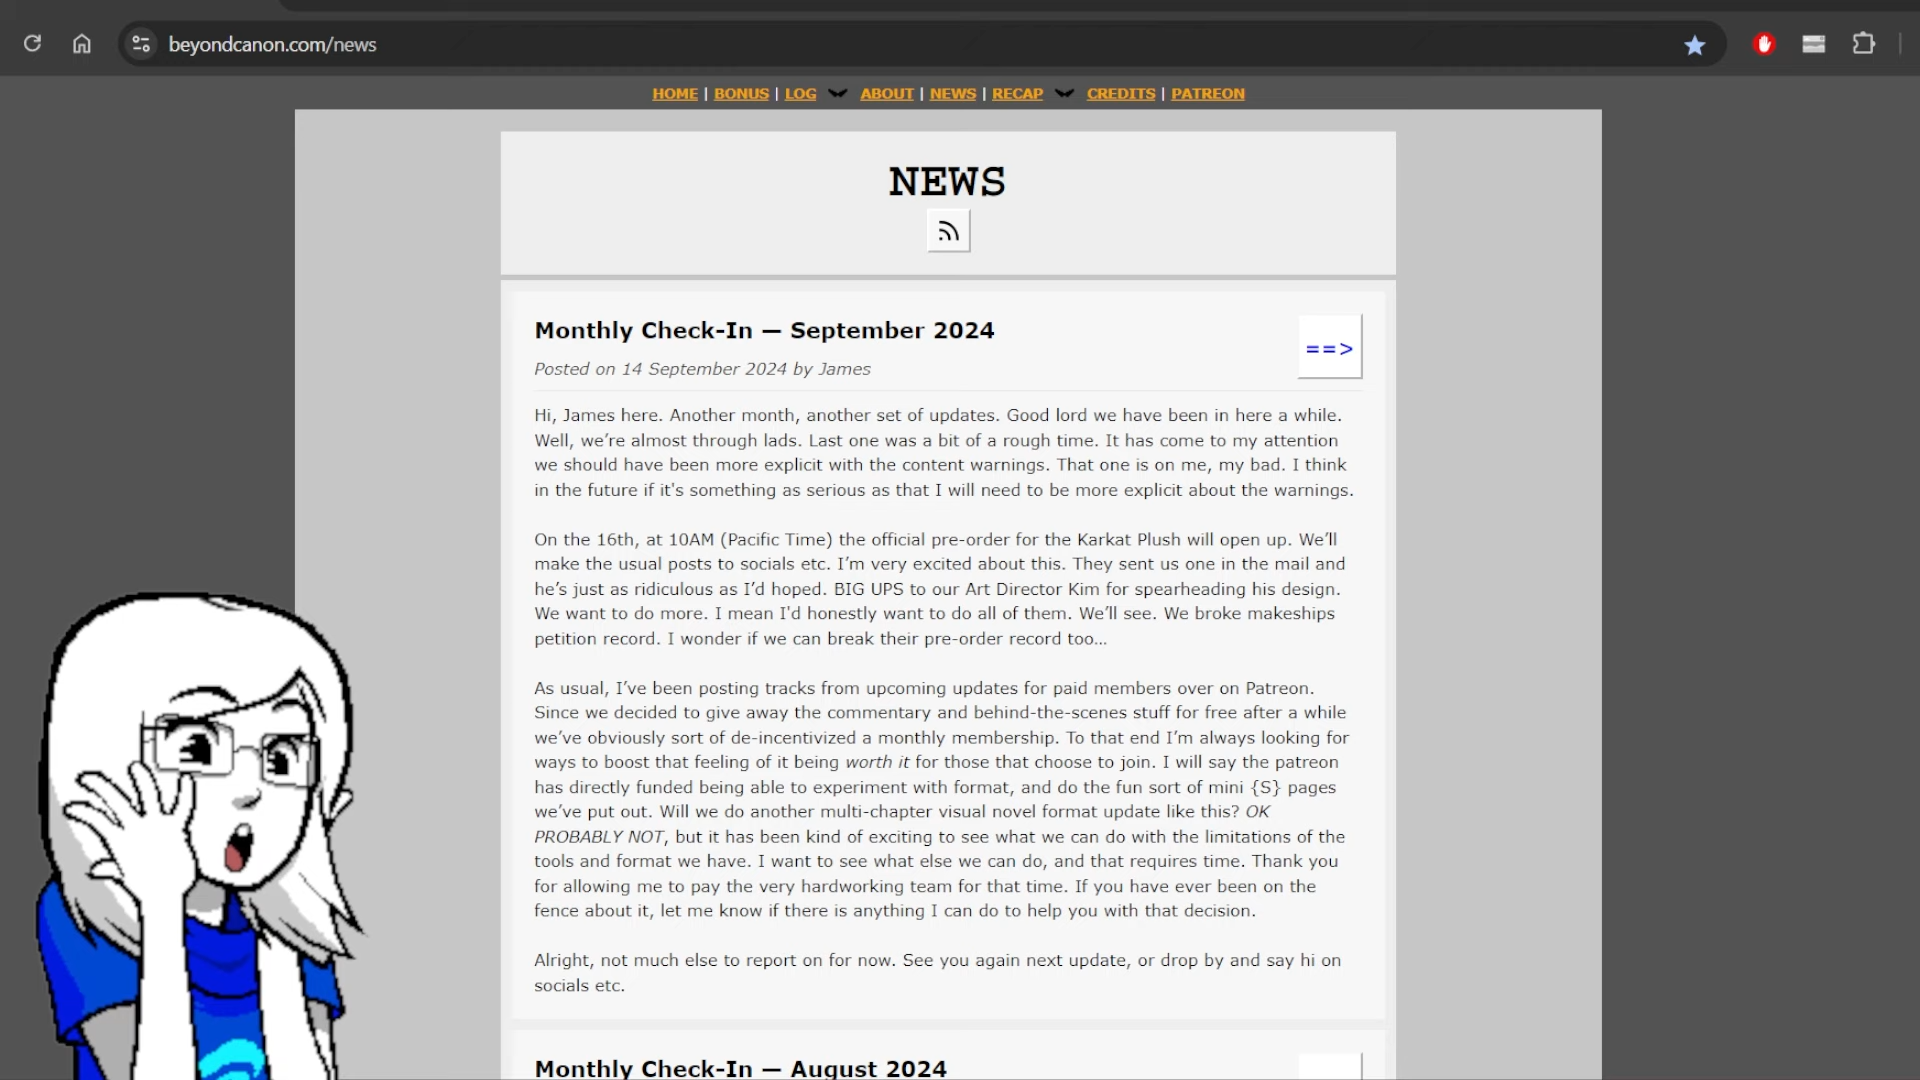 beyondcanon.com/news
HOME | BONUS | LOG ABOUT | NEWS | RECAP CREDITS | PATREON
NEWS
Monthly Check-In — September 2024
==>
Posted on 14 September 2024 by James
Hi, James here. Another month, another set of updates. Good lord we have been in here a while.
Well, we’re almost through lads. Last one was a bit of a rough time. It has come to my attention
we should have been more explicit with the content warnings. That one is on me, my bad. I think
in the future if it's something as serious as that I will need to be more explicit about the warnings.
On the 16th, at 10AM (Pacific Time) the official pre-order for the Karkat Plush will open up. We’ll
make the usual posts to socials etc. I’m very excited about this. They sent us one in the mail and
he’s just as ridiculous as I’d hoped. BIG UPS to our Art Director Kim for spearheading his design.
We want to do more. I mean I'd honestly want to do all of them. We’ll see. We broke makeships
petition record. I wonder if we can break their pre-order record too...
As usual, I’ve been posting tracks from upcoming updates for paid members over on Patreon.
Since we decided to give away the commentary and behind-the-scenes stuff for free after a while
we’ve obviously sort of de-incentivized a monthly membership. To that end I’m always looking for
ways to boost that feeling of it being worth it for those that choose to join. I will say the patreon
has directly funded being able to experiment with format, and do the fun sort of mini {S} pages
we’ve put out. Will we do another multi-chapter visual novel format update like this? OK
PROBABLY NOT, but it has been kind of exciting to see what we can do with the limitations of the
tools and format we have. I want to see what else we can do, and that requires time. Thank you
for allowing me to pay the very hardworking team for that time. If you have ever been on the
fence about it, let me know if there is anything I can do to help you with that decision.
Alright, not much else to report on for now. See you again next update, or drop by and say hi on
socials etc.
Monthly Check-In — August 2024